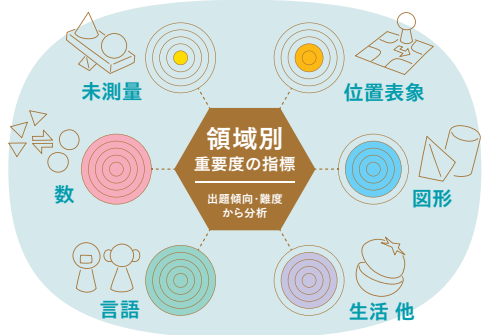 未測量
位置表象
領域別
重要度の指標
出題傾向・難度
から分析
数
図形
言語
生活 他